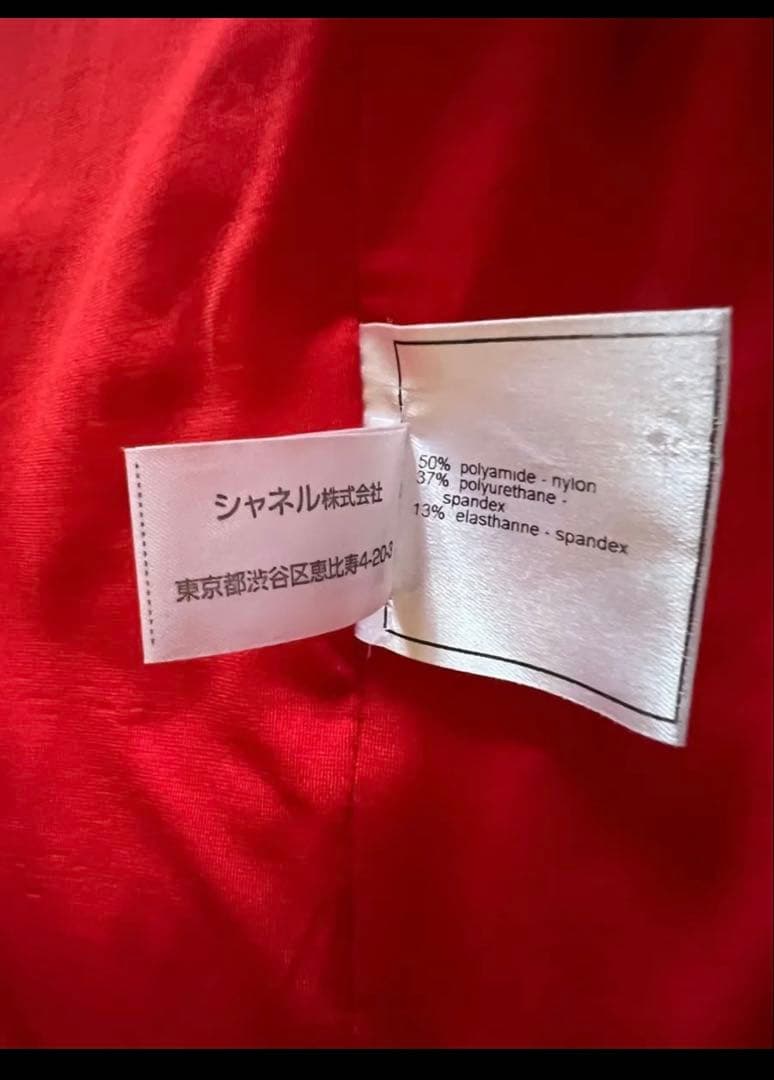 シャネル株式会社
東京都渋谷区恵比寿4-20-3
50% polyamide - nylon
37% polyurethane -
spandex
13% elasthanne - spandex